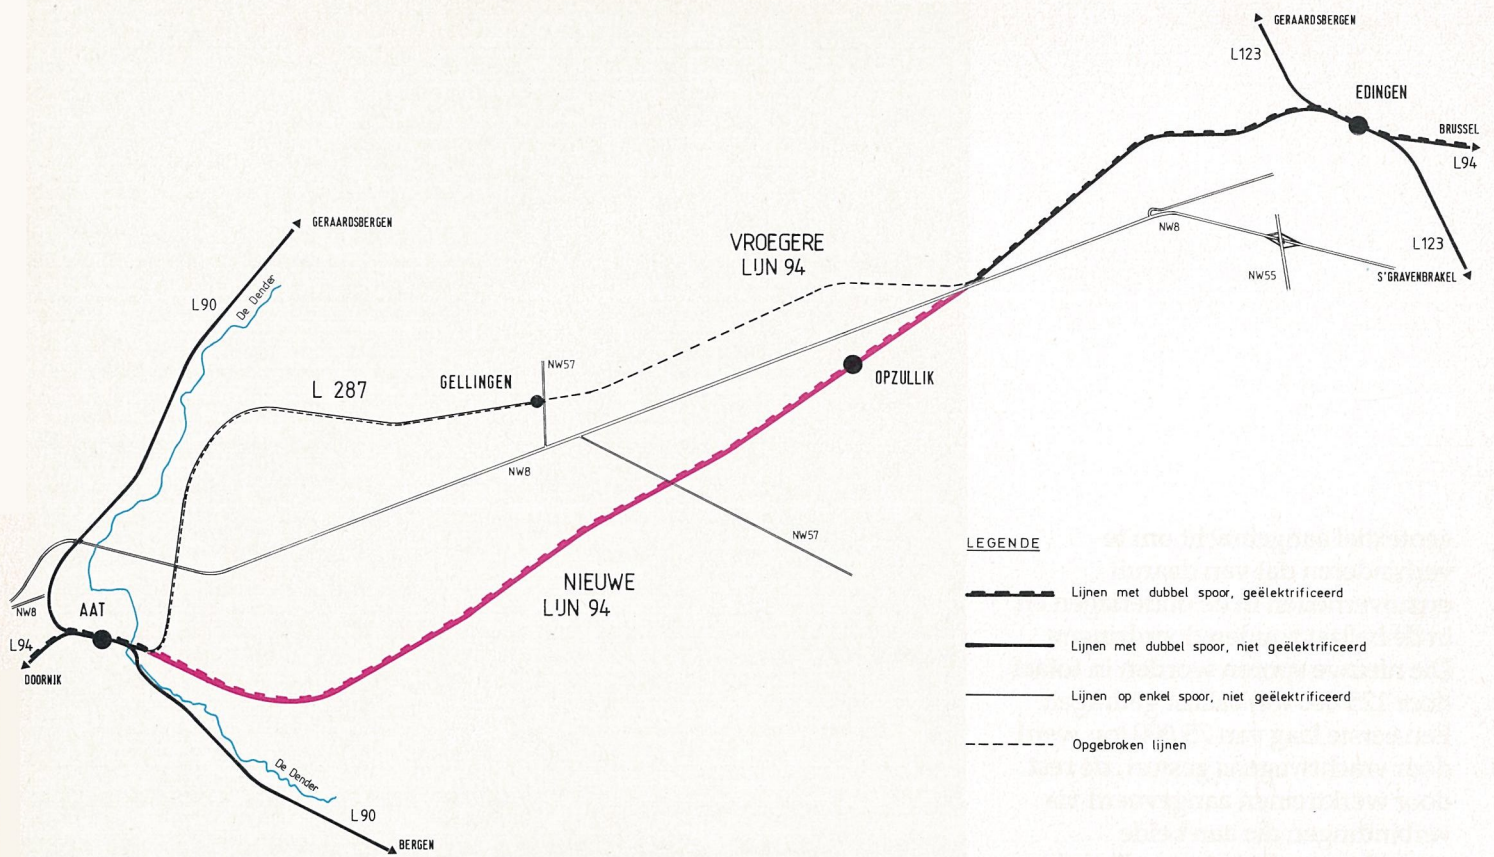 GERAARDSBERGEN
L123
EDINGEN
BRUSSEL
L94
L123
S'GRAVENBRAKEL
NW8
NW55
GERAARDSBERGEN
L90
De Dender
VROEGERE
LIJN 94
L 287
GELLINGEN
NW57
OPZULLIK
NW8
NW57
NIEUWE
LIJN 94
NW8
AAT
L94
DOORNIJK
De Dender
L90
BERGEN
LEGENDE
Lijnen met dubbel spoor, geëlektrificeerd
Lijnen met dubbel spoor, niet geëlektrificeerd
Lijnen op enkel spoor, niet geëlektrificeerd
Opgebroken lijnen